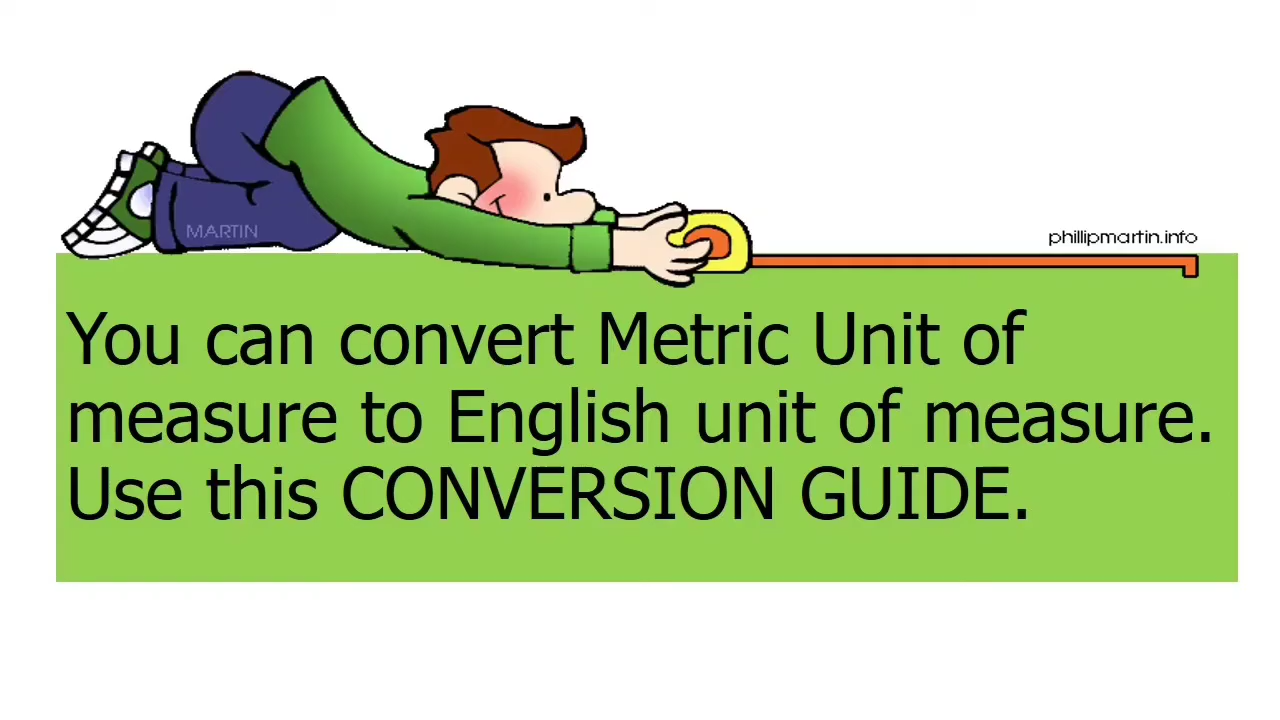 MARTIN
phillipmartin.info
You can convert Metric Unit of
measure to English unit of measure.
Use this CONVERSION GUIDE.